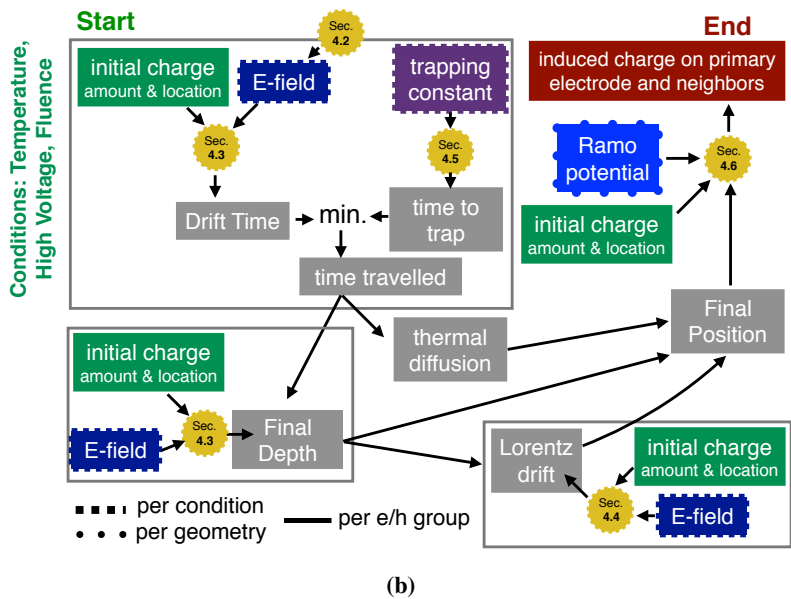 Start
End
Conditions: Temperature,
High Voltage, Fluence
Sec.
4.2
initial charge
amount & location
E-field
trapping
constant
induced charge on primary
electrode and neighbors
Sec.
4.3
Sec.
4.5
Ramo
potential
Sec.
4.6
Drift Time
min.
time to
trap
initial charge
amount & location
time travelled
thermal
diffusion
Final
Position
initial charge
amount & location
Sec.
4.3
E-field
Final
Depth
Lorentz
drift
initial charge
amount & location
Sec.
4.4
E-field
per condition
per geometry
per e/h group
(b)